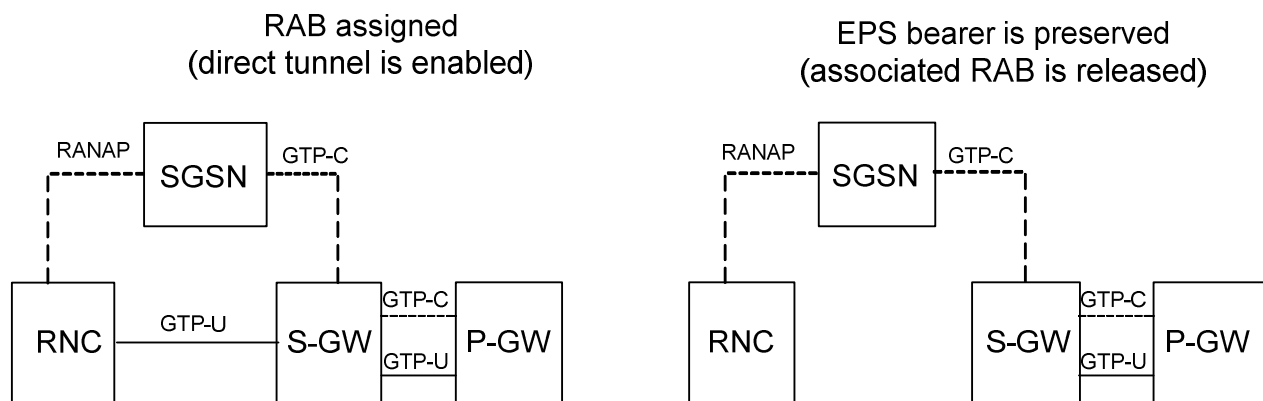 RAB assigned
(direct tunnel is enabled)
RANAP
SGSN
GTP-C
RNC
GTP-U
S-GW
GTP-C
GTP-U
P-GW
EPS bearer is preserved
(associated RAB is released)
RANAP
SGSN
GTP-C
RNC
S-GW
GTP-C
GTP-U
P-GW